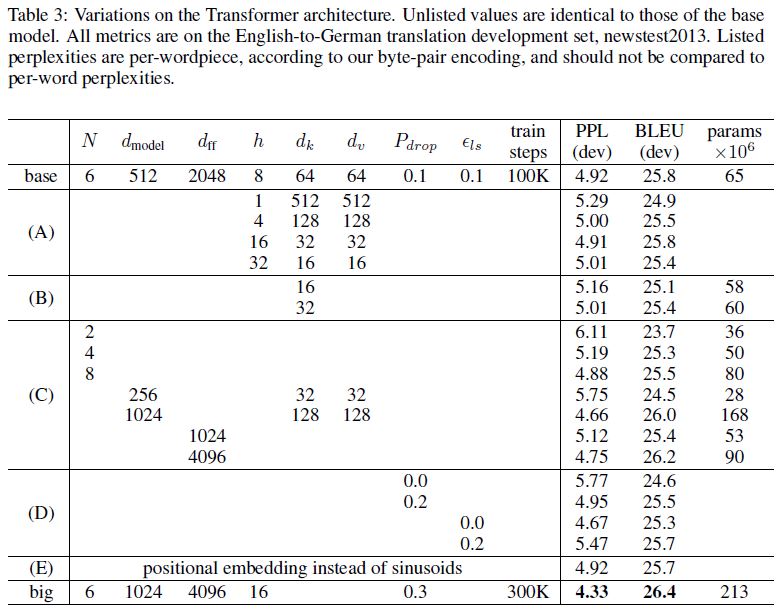 Table 3: Variations on the Transformer architecture. Unlisted values are identical to those of the base
model. All metrics are on the English-to-German translation development set, newstest2013. Listed
perplexities are per-wordpiece, according to our byte-pair encoding, and should not be compared to
per-word perplexities.
N d_model d_ff h d_k d_v P_drop ϵ_ls train steps PPL (dev) BLEU (dev) params ×10^6
base 6 512 2048 8 64 64 0.1 0.1 100K 4.92 25.8 65
(A)
1 512 512 5.29 24.9
4 128 128 5.00 25.5
16 32 32 4.91 25.8
32 16 16 5.01 25.4
(B)
16 5.16 25.1 58
32 5.01 25.4 60
(C)
2 6.11 23.7 36
4 5.19 25.3 50
8 4.88 25.5 80
256 32 32 5.75 24.5 28
1024 128 128 4.66 26.0 168
1024 5.12 25.4 53
4096 4.75 26.2 90
(D)
0.0 5.77 24.6
0.2 4.95 25.5
0.0 4.67 25.3
0.2 5.47 25.7
(E) positional embedding instead of sinusoids 4.92 25.7
big 6 1024 4096 16 0.3 300K 4.33 26.4 213